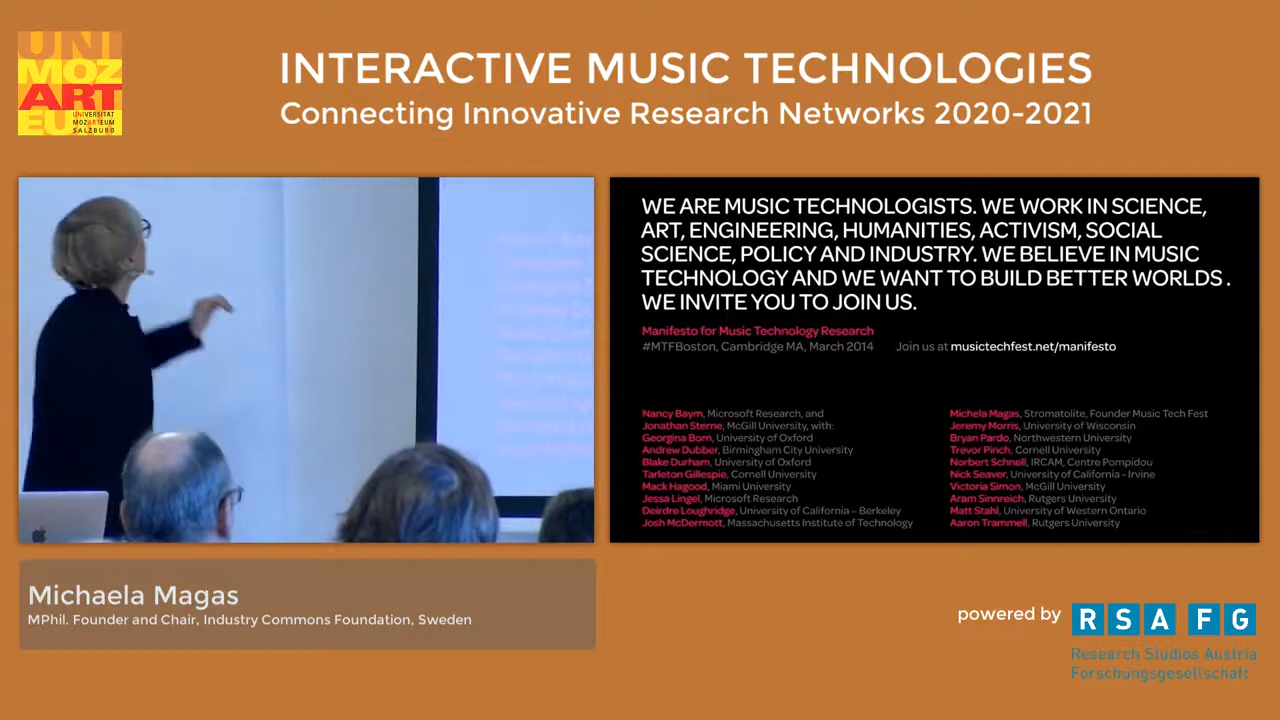 UNI
MOZ
ART
EU
UNIVERSITÄT
MOZARTEUM
SALZBURG
INTERACTIVE MUSIC TECHNOLOGIES
Connecting Innovative Research Networks 2020-2021
WE ARE MUSIC TECHNOLOGISTS. WE WORK IN SCIENCE,
ART, ENGINEERING, HUMANITIES, ACTIVISM, SOCIAL
SCIENCE, POLICY AND INDUSTRY. WE BELIEVE IN MUSIC
TECHNOLOGY AND WE WANT TO BUILD BETTER WORLDS .
WE INVITE YOU TO JOIN US.
Manifesto for Music Technology Research
#MTFBoston, Cambridge MA, March 2014 Join us at musictechfest.net/manifesto
Nancy Baym, Microsoft Research, and
Jonathan Sterne, McGill University, with:
Georgina Born, University of Oxford
Andrew Dubber, Birmingham City University
Blake Durham, University of Oxford
Tarleton Gillespie, Cornell University
Mack Hagood, Miami University
Jessa Lingel, Microsoft Research
Deirdre Loughridge, University of California – Berkeley
Josh McDermott, Massachusetts Institute of Technology
Michela Magas, Stromatolite, Founder Music Tech Fest
Jeremy Morris, University of Wisconsin
Bryan Pardo, Northwestern University
Trevor Pinch, Cornell University
Norbert Schnell, IRCAM, Centre Pompidou
Nick Seaver, University of California - Irvine
Victoria Simon, McGill University
Aram Sinnreich, Rutgers University
Matt Stahl, University of Western Ontario
Aaron Trammell, Rutgers University
Michaela Magas
MPhil. Founder and Chair, Industry Commons Foundation, Sweden
powered by
RSA FG
Research Studios Austria
Forschungsgesellschaft